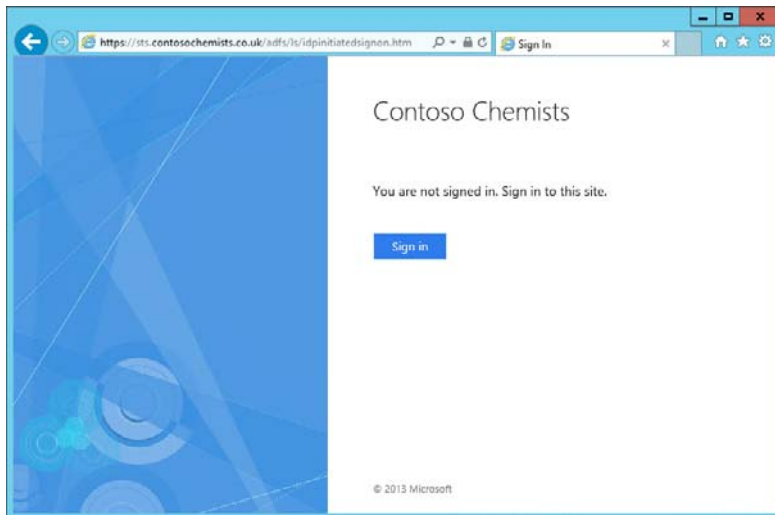 https://sts.contosochemists.co.uk/adfs/ls/idpinitiatedsignon.htm
Sign In
Contoso Chemists
You are not signed in. Sign in to this site.
Sign in
© 2013 Microsoft